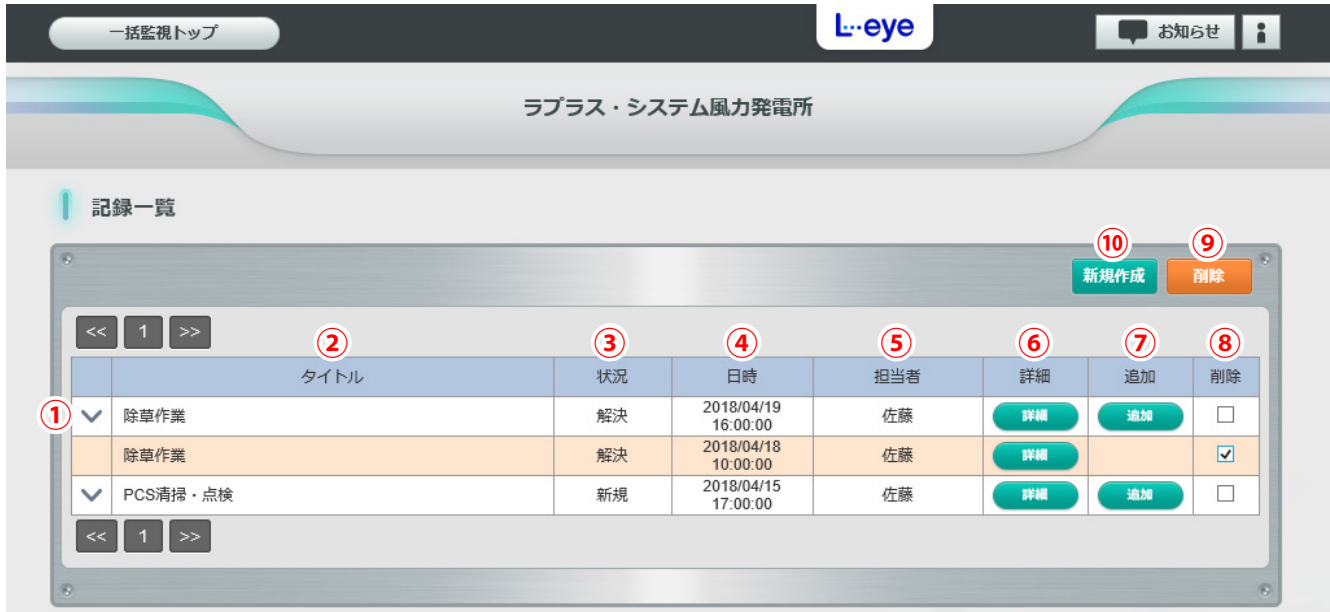 一括監視トップ
L・・eye
お知らせ
ラプラス・システム風力発電所
記録一覧
⑩ ⑨
新規作成 削除
<< 1 >>
② ③ ④ ⑤ ⑥ ⑦ ⑧
タイトル 状況 日時 担当者 詳細 追加 削除
① 除草作業 解決 2018/04/19 16:00:00 佐藤 詳細 追加
除草作業 解決 2018/04/18 10:00:00 佐藤 詳細
PCS清掃・点検 新規 2018/04/15 17:00:00 佐藤 詳細 追加
<< 1 >>